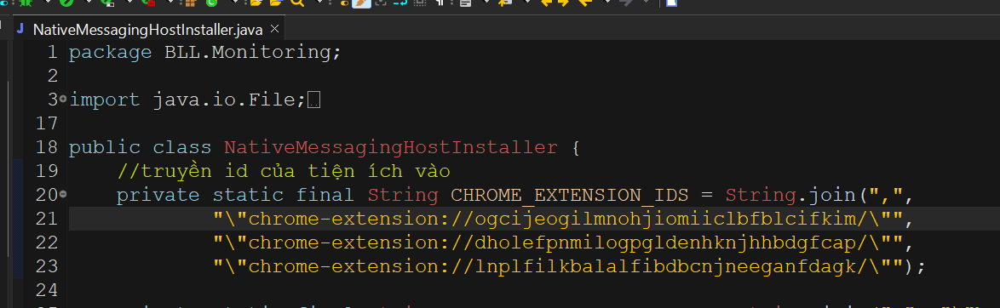 NativeMessagingHostInstaller.java ×
1 package BLL.Monitoring;
2
3 import java.io.File;
17
18 public class NativeMessagingHostInstaller {
19 //truyền id của tiện ích vào
20 private static final String CHROME_EXTENSION_IDS = String.join(",",
21 "\"chrome-extension://ogcijeogilmnohjiomiiclbfblcifkim/\"",
22 "\"chrome-extension://dholefpnmilogpgldenhknjhhbdgfcap/\"",
23 "\"chrome-extension://lnplfilkbalalfibdbcnjneeganfdagk/\"");
24